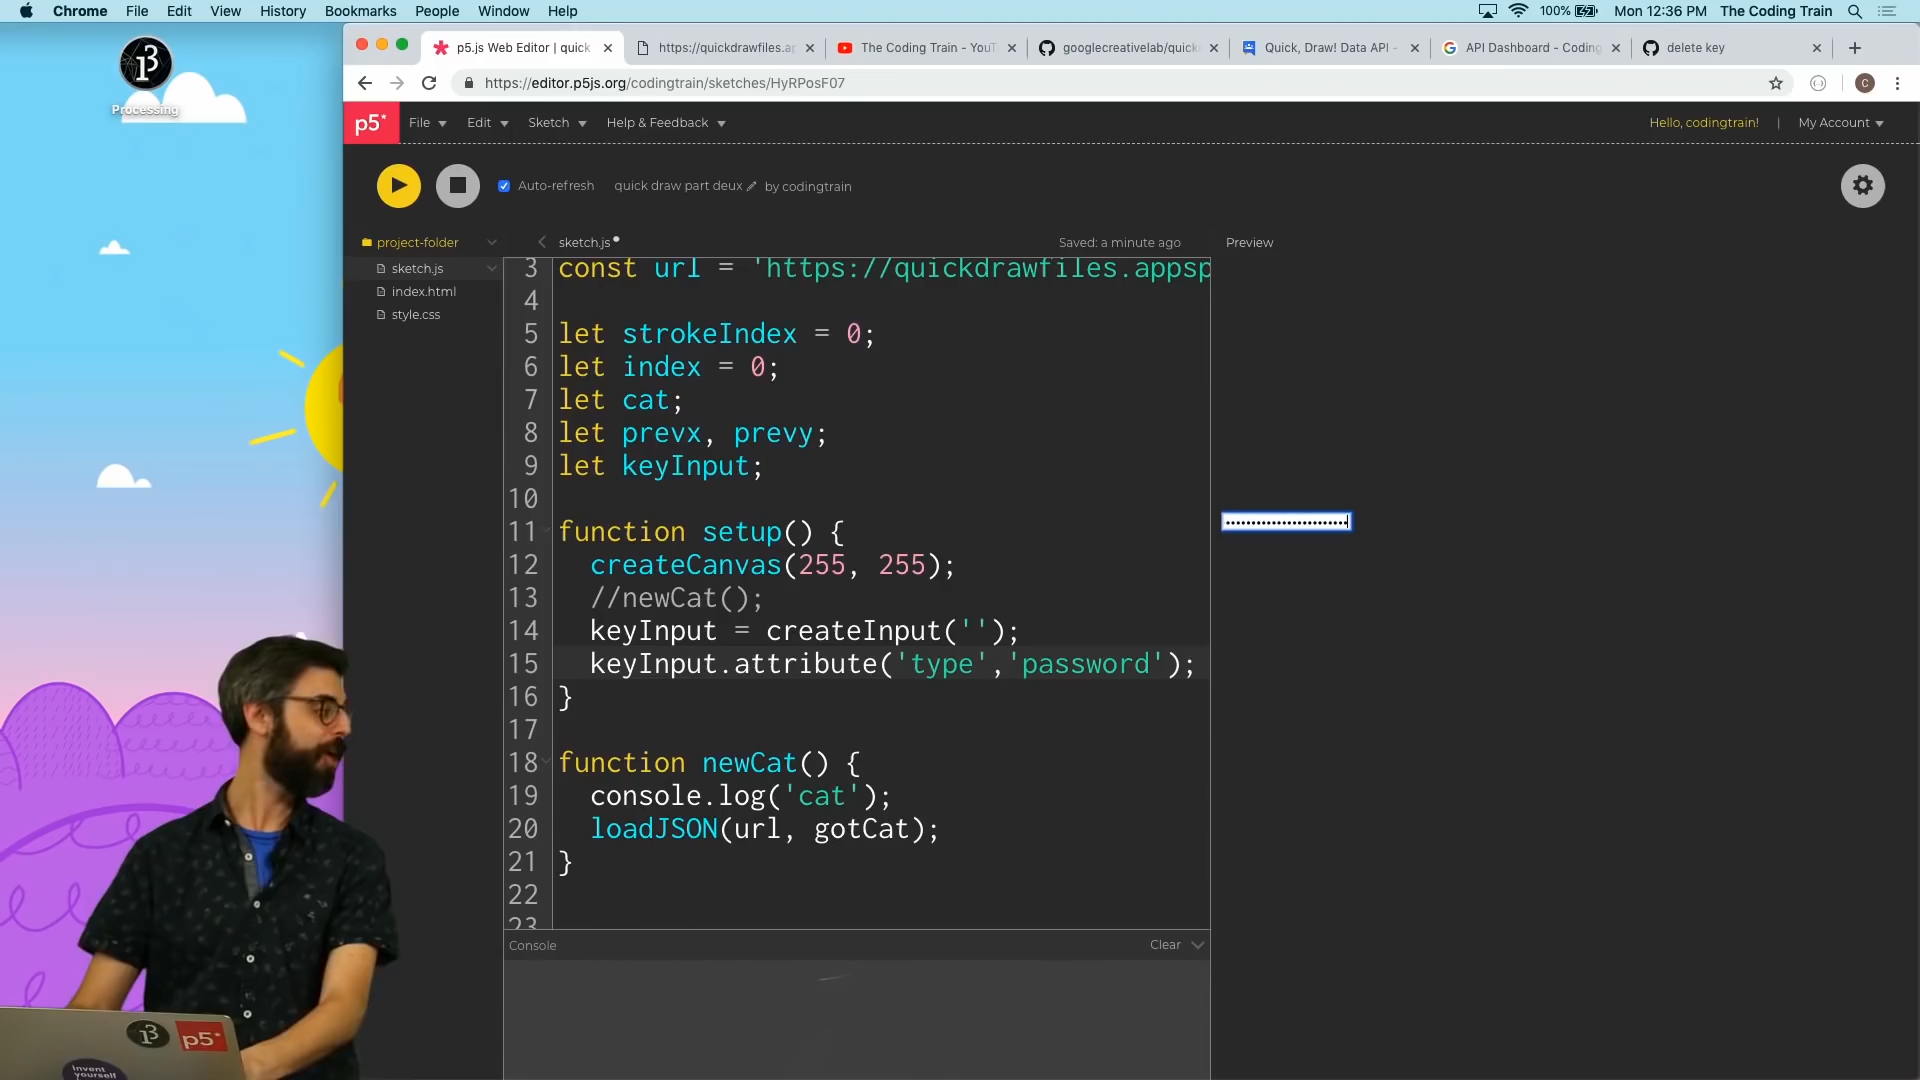 Chrome File Edit View History Bookmarks People Window Help 100% Mon 12:36 PM The Coding Train
Processing
p5.js Web Editor | quick https://quickdrawfiles.ap The Coding Train - YouT googlecreativelab/quick Quick, Draw! Data API - API Dashboard - Coding delete key
https://editor.p5js.org/codingtrain/sketches/HyRPosF07 C
p5* File Edit Sketch Help & Feedback Hello, codingtrain! | My Account
Auto-refresh quick draw part deux by codingtrain
project-folder
sketch.js
index.html
style.css
sketch.js Saved: a minute ago Preview
3 const url = 'https://quickdrawfiles.appsp
4
5 let strokeIndex = 0;
6 let index = 0;
7 let cat;
8 let prevx, prevy;
9 let keyInput;
10
11 function setup() {
12 createCanvas(255, 255);
13 //newCat();
14 keyInput = createInput('');
15 keyInput.attribute('type','password');
16 }
17
18 function newCat() {
19 console.log('cat');
20 loadJSON(url, gotCat);
21 }
22
23
Console Clear
p5*
Invent
yourself